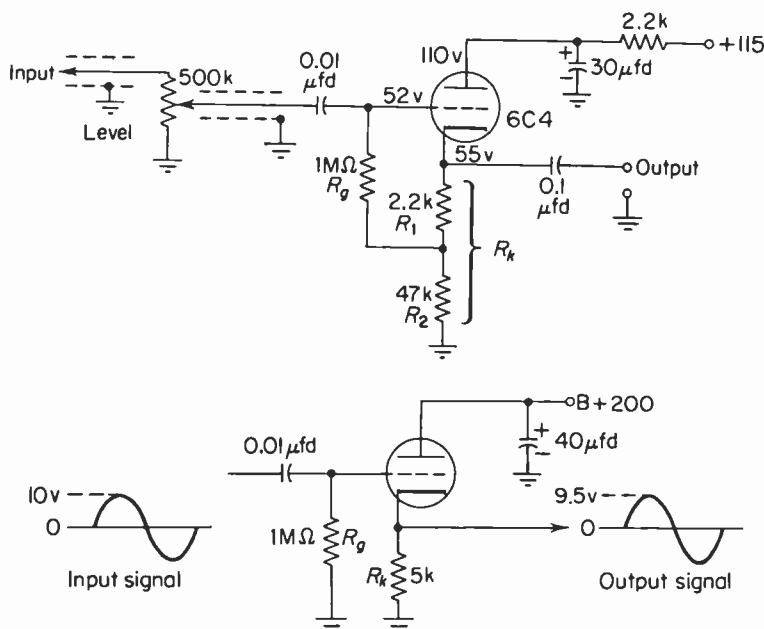 2.2k
+115
110v
+
-
30μfd
Input
500k
Level
0.01
μfd
52v
6C4
55v
1MΩ
Rg
2.2k
R1
Rk
47k
R2
0.1
μfd
Output
B+200
+
-
40μfd
0.01μfd
10v
0
Input signal
1MΩ Rg
Rk 5k
9.5v
0
Output signal